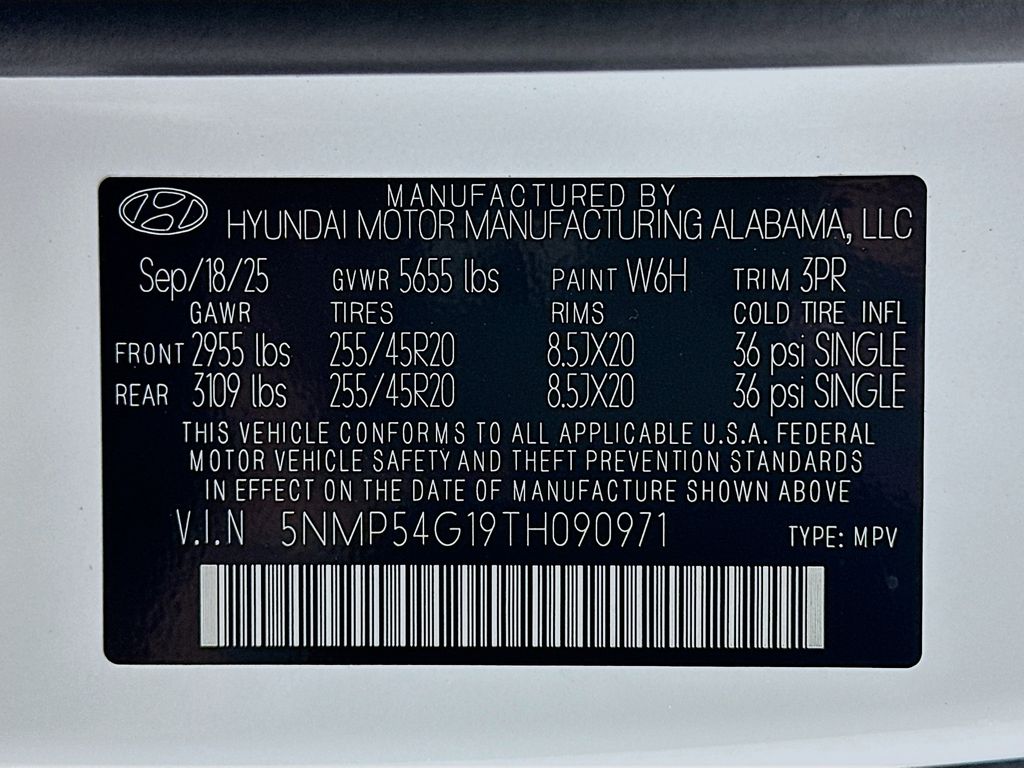 MANUFACTURED BY
HYUNDAI MOTOR MANUFACTURING ALABAMA, LLC
Sep/18/25 GVWR 5655 lbs PAINT W6H TRIM 3PR
GAWR TIRES RIMS COLD TIRE INFL
FRONT 2955 lbs 255/45R20 8.5JX20 36 psi SINGLE
REAR 3109 lbs 255/45R20 8.5JX20 36 psi SINGLE
THIS VEHICLE CONFORMS TO ALL APPLICABLE U.S.A. FEDERAL
MOTOR VEHICLE SAFETY AND THEFT PREVENTION STANDARDS
IN EFFECT ON THE DATE OF MANUFACTURE SHOWN ABOVE
V.I.N 5NMP54G19TH090971 TYPE: MPV